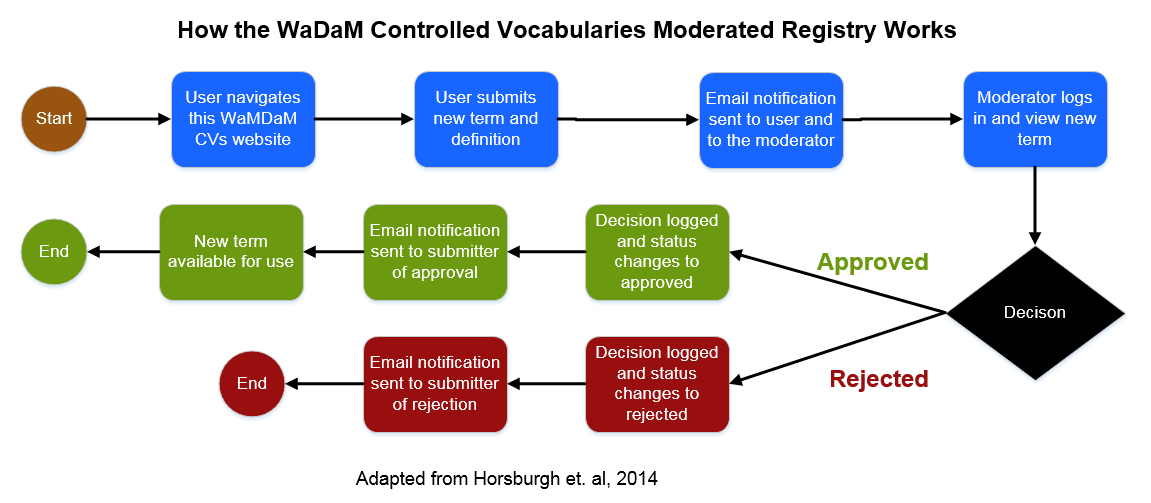 How the WaDaM Controlled Vocabularies Moderated Registry Works
Start
User navigates
this WaMDaM
CVs website
User submits
new term and
definition
Email notification
sent to user and
to the moderator
Moderator logs
in and view new
term
Decison
Approved
Decision logged
and status
changes to
approved
Email notification
sent to submitter
of approval
New term
available for use
End
Rejected
Decision logged
and status
changes to
rejected
Email notification
sent to submitter
of rejection
End
Adapted from Horsburgh et. al, 2014